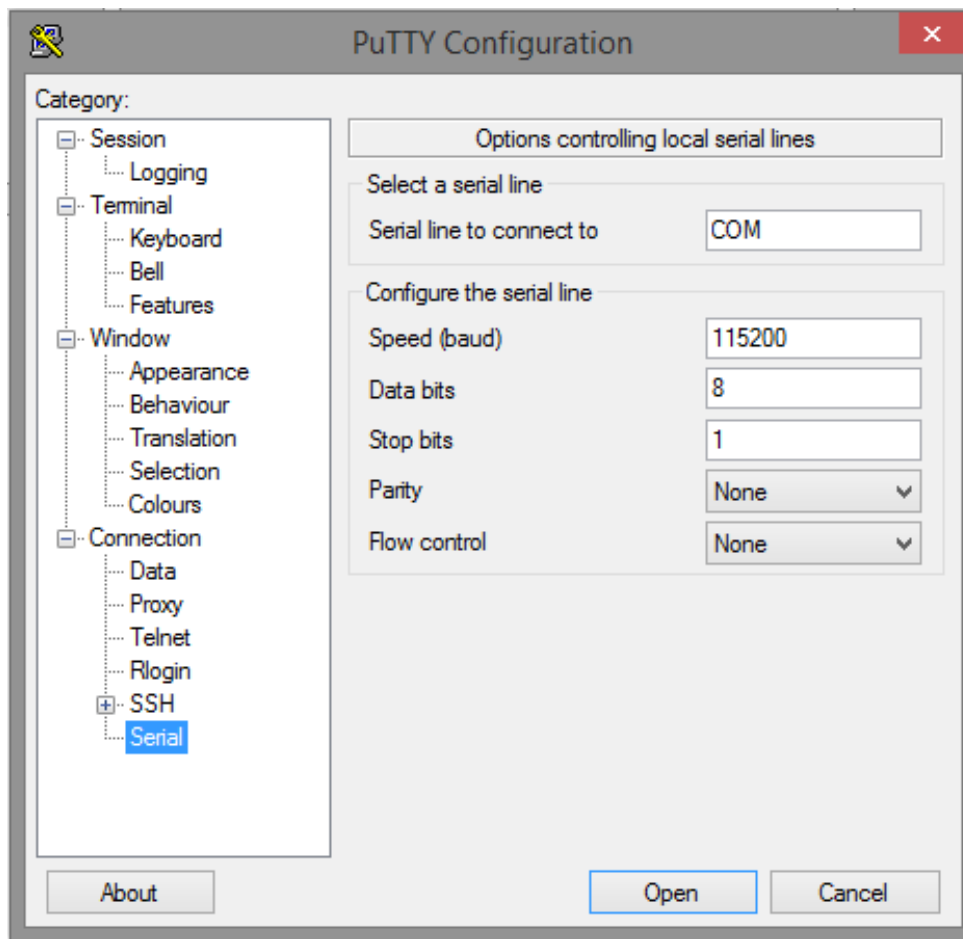 PuTTY Configuration
Category:
Session
Logging
Terminal
Keyboard
Bell
Features
Window
Appearance
Behaviour
Translation
Selection
Colours
Connection
Data
Proxy
Telnet
Rlogin
SSH
Serial
Options controlling local serial lines
Select a serial line
Serial line to connect to COM
Configure the serial line
Speed (baud) 115200
Data bits 8
Stop bits 1
Parity None
Flow control None
About Open Cancel